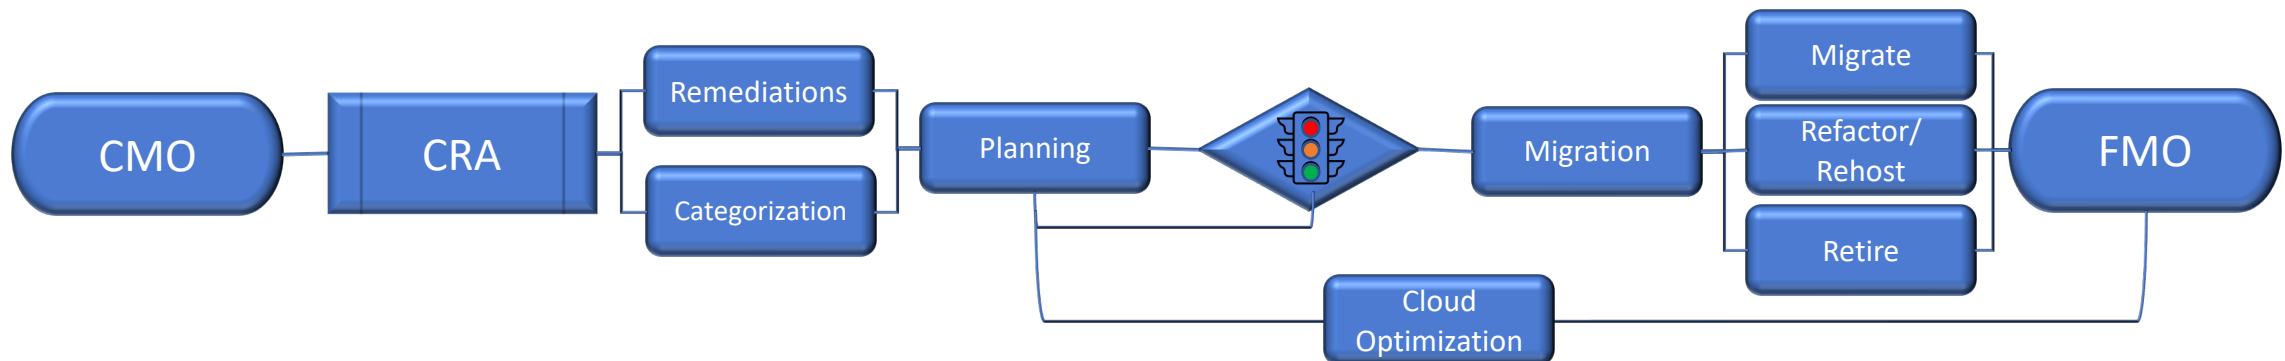 CMO
CRA
Remediations
Categorization
Planning
Migration
Migrate
Refactor/
Rehost
Retire
FMO
Cloud
Optimization